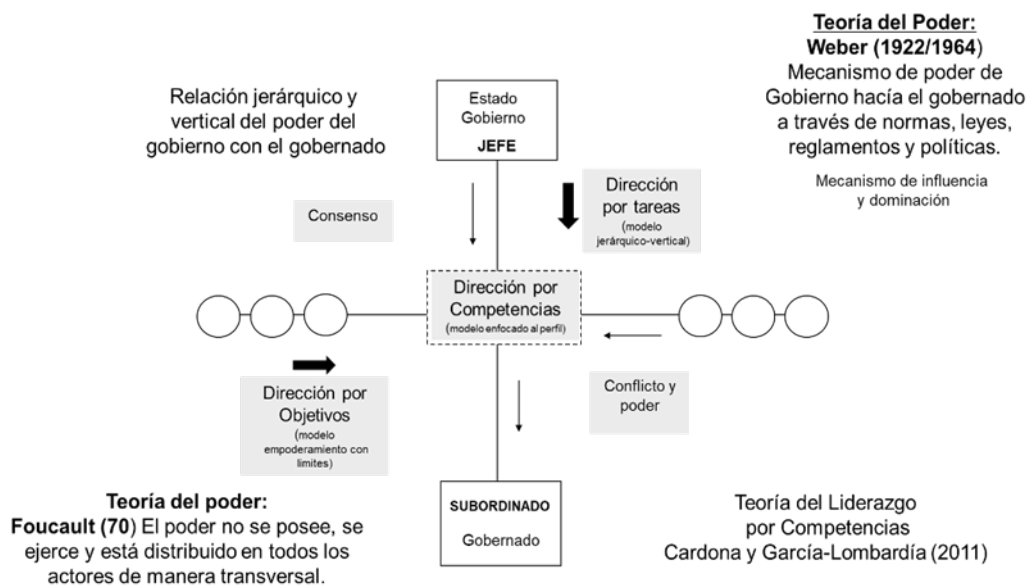 Teoría del Poder:
Weber (1922/1964)
Mecanismo de poder de
Gobierno hacía el gobernado
a través de normas, leyes,
reglamentos y políticas.
Mecanismo de influencia
y dominación
Relación jerárquico y
vertical del poder del
gobierno con el gobernado
Estado
Gobierno
JEFE
Consenso
Dirección
por tareas
(modelo
jerárquico-vertical)
Dirección por
Competencias
(modelo enfocado al perfil)
Dirección por
Objetivos
(modelo
empoderamiento con
limites)
Conflicto y
poder
SUBORDINADO
Gobernado
Teoría del poder:
Foucault (70) El poder no se posee, se
ejerce y está distribuido en todos los
actores de manera transversal.
Teoría del Liderazgo
por Competencias
Cardona y García-Lombardía (2011)